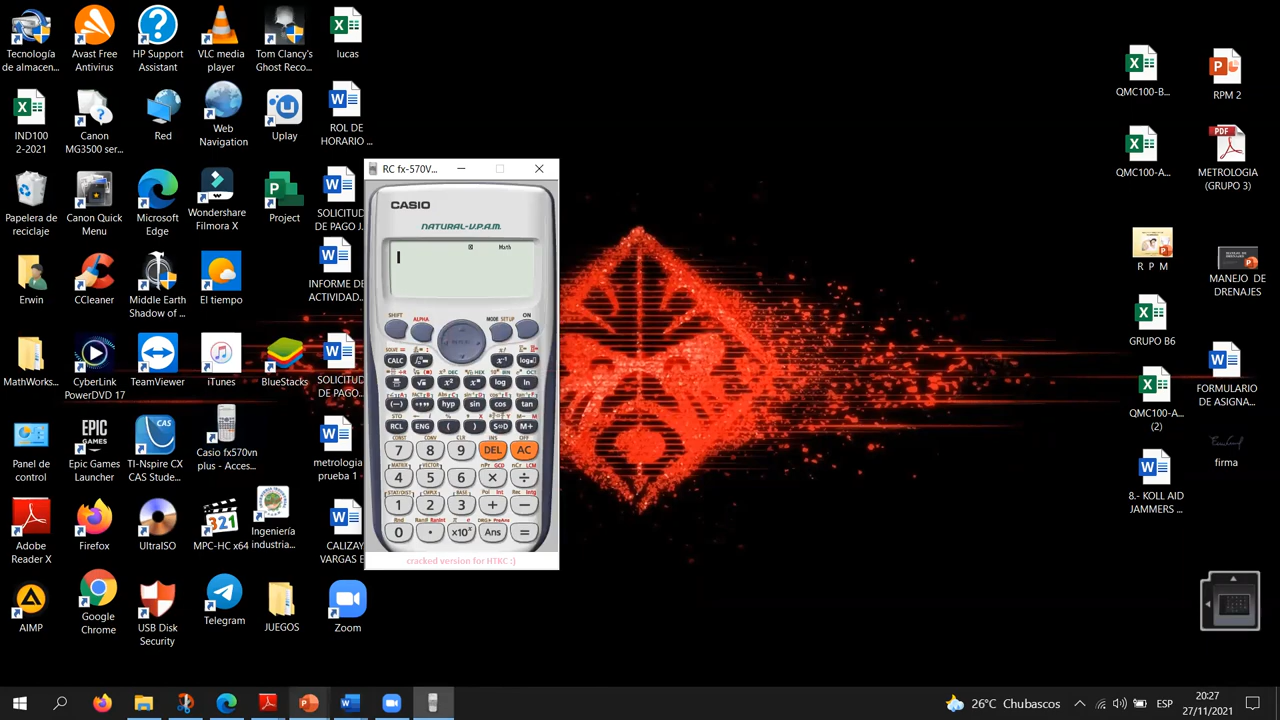 Tecnología
de almacen...
Avast Free
Antivirus
HP Support
Assistant
VLC media
player
Tom Clancy's
Ghost Reco...
lucas
IND100
2-2021
Canon
MG3500 ser...
Red
Web
Navigation
Uplay
ROL DE
HORARIO ...
Papelera de
reciclaje
Canon Quick
Menu
Microsoft
Edge
Wondershare
Filmora X
Project
SOLICITUD
DE PAGO J...
Erwin
CCleaner
Middle Earth
Shadow of ...
El tiempo
INFORME DE
ACTIVIDAD...
MathWorks...
CyberLink
PowerDVD 17
TeamViewer
iTunes
BlueStacks
SOLICITUD
DE PAGO...
Panel de
control
Epic Games
Launcher
TI-Nspire CX
CAS Stude...
Casio fx570vn
plus - Acces...
metrologia
prueba 1
Adobe
Reader X
Firefox
UltraISO
MPC-HC x64
Ingeniería
industria...
CALIZAY
VARGAS E
AIMP
Google
Chrome
USB Disk
Security
Telegram
JUEGOS
Zoom
RC fx-570V...
CASIO
NATURAL-V.P.A.M.
Math
SHIFT
ALPHA
MODE SETUP
ON
CALC
log
ln
hyp
sin
cos
tan
RCL
ENG
(
)
S⇔D
M+
7
8
9
DEL
AC
4
5
6
×
÷
1
2
3
+
−
0
.
×10ˣ
Ans
=
cracked version for HTKC :)
QMC100-B...
RPM 2
QMC100-A...
METROLOGIA
(GRUPO 3)
R P M
MANEJO DE
DRENAJES
GRUPO B6
QMC100-A...
(2)
FORMULARIO
DE ASIGNA...
8.- KOLL AID
JAMMERS ...
firma
26°C Chubascos
ESP
20:27
27/11/2021